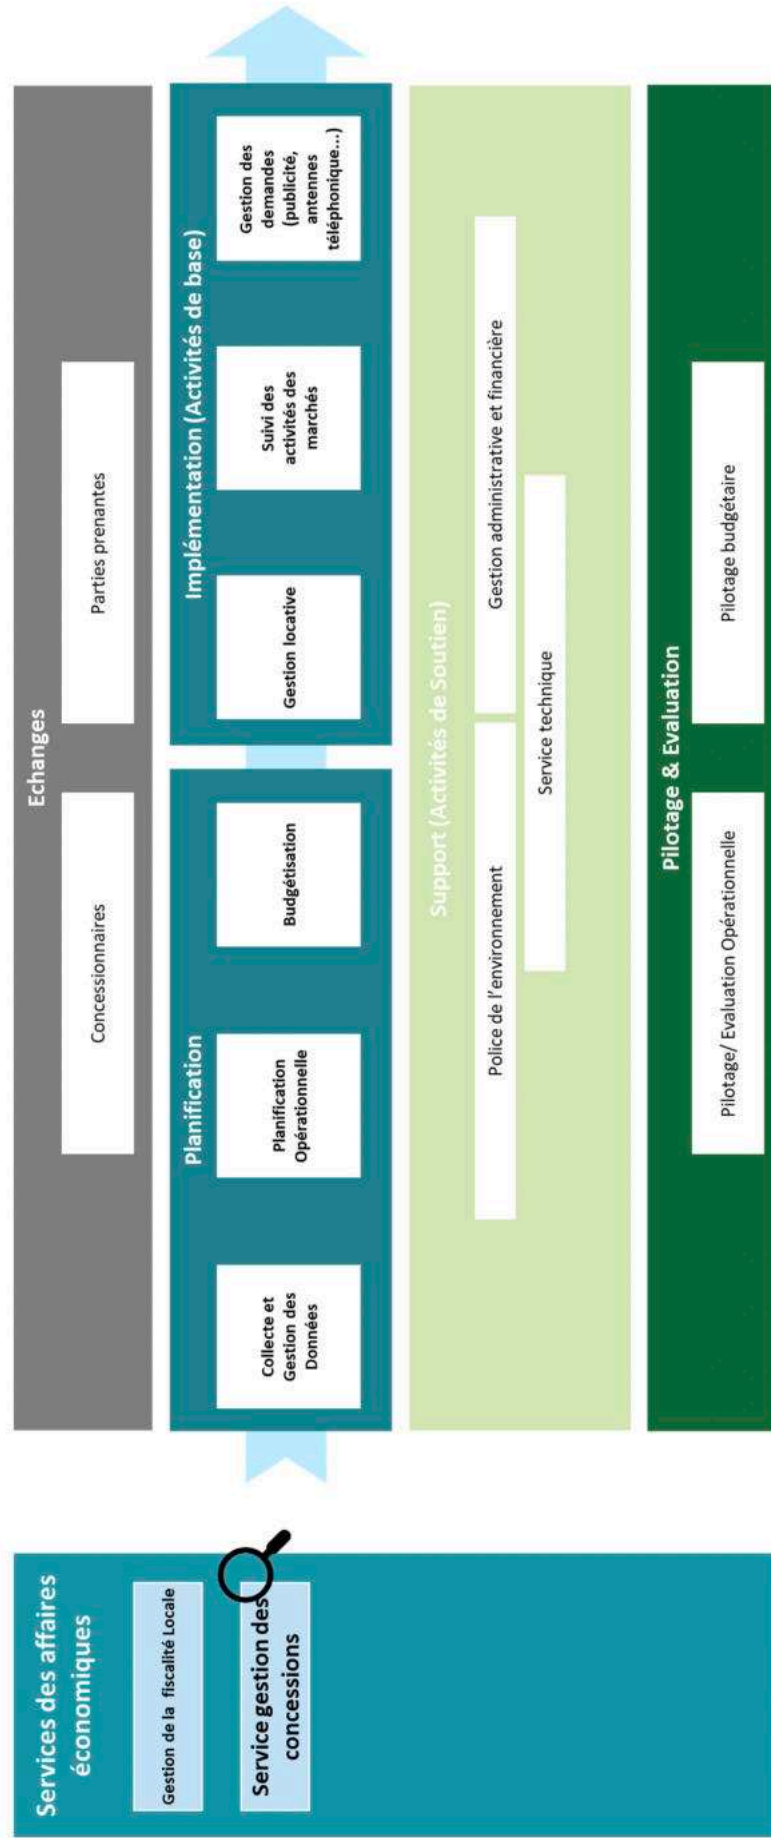 Services des affaires
économiques
Gestion de la fiscalité Locale
Service gestion des
concessions
Echanges
Concessionnaires
Parties prenantes
Planification
Collecte et
Gestion des
Données
Planification
Opérationnelle
Budgétisation
Implémentation (Activités de base)
Gestion locative
Suivi des
activités des
marchés
Gestion des
demandes
(publicité,
antennes
téléphonique...)
Support (Activités de Soutien)
Police de l'environnement
Gestion administrative et financière
Service technique
Pilotage & Evaluation
Pilotage/ Evaluation Opérationnelle
Pilotage budgétaire